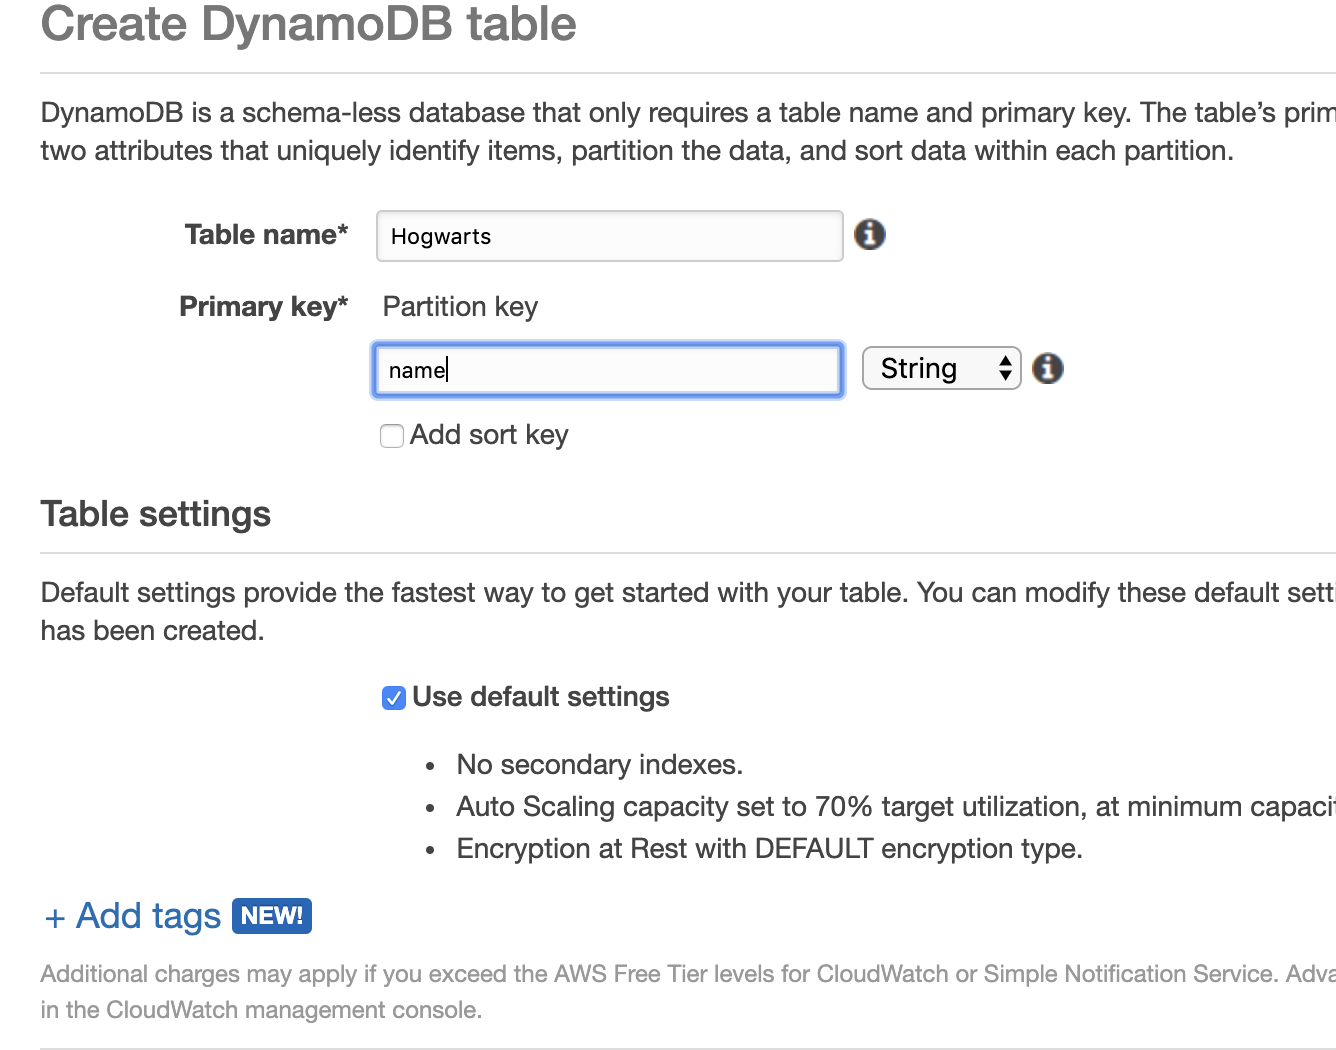 Create DynamoDB table
DynamoDB is a schema-less database that only requires a table name and primary key. The table's prim
two attributes that uniquely identify items, partition the data, and sort data within each partition.
Table name* Hogwarts
Primary key* Partition key
name String
Add sort key
Table settings
Default settings provide the fastest way to get started with your table. You can modify these default setti
has been created.
Use default settings
• No secondary indexes.
• Auto Scaling capacity set to 70% target utilization, at minimum capacit
• Encryption at Rest with DEFAULT encryption type.
+ Add tags NEW!
Additional charges may apply if you exceed the AWS Free Tier levels for CloudWatch or Simple Notification Service. Adva
in the CloudWatch management console.